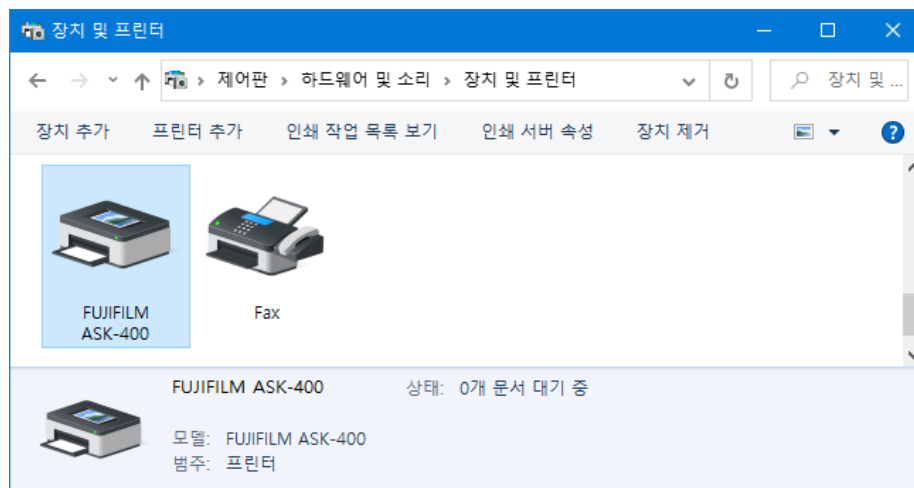 장치 및 프린터
제어판 › 하드웨어 및 소리 › 장치 및 프린터
장치 및 ...
장치 추가 프린터 추가 인쇄 작업 목록 보기 인쇄 서버 속성 장치 제거
FUJIFILM
ASK-400
Fax
FUJIFILM ASK-400 상태: 0개 문서 대기 중
모델: FUJIFILM ASK-400
범주: 프린터